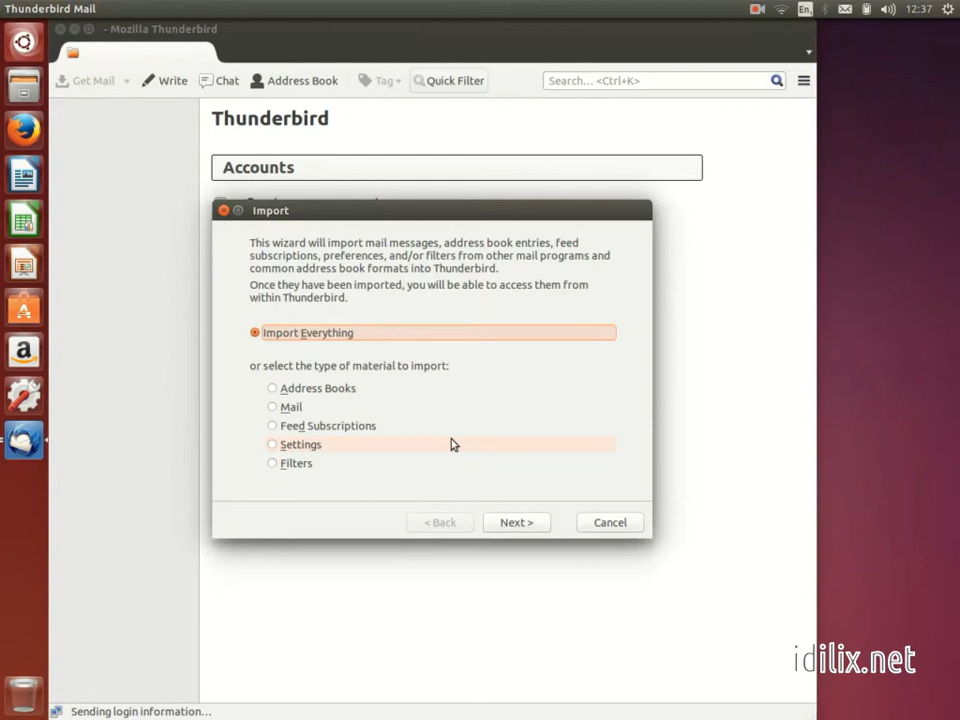 Thunderbird Mail
En
12:37
- Mozilla Thunderbird
Get Mail
Write
Chat
Address Book
Tag
Quick Filter
Search... <Ctrl+K>
Thunderbird
Accounts
Import
This wizard will import mail messages, address book entries, feed
subscriptions, preferences, and/or filters from other mail programs and
common address book formats into Thunderbird.
Once they have been imported, you will be able to access them from
within Thunderbird.
Import Everything
or select the type of material to import:
Address Books
Mail
Feed Subscriptions
Settings
Filters
< Back
Next >
Cancel
idilix.net
Sending login information...